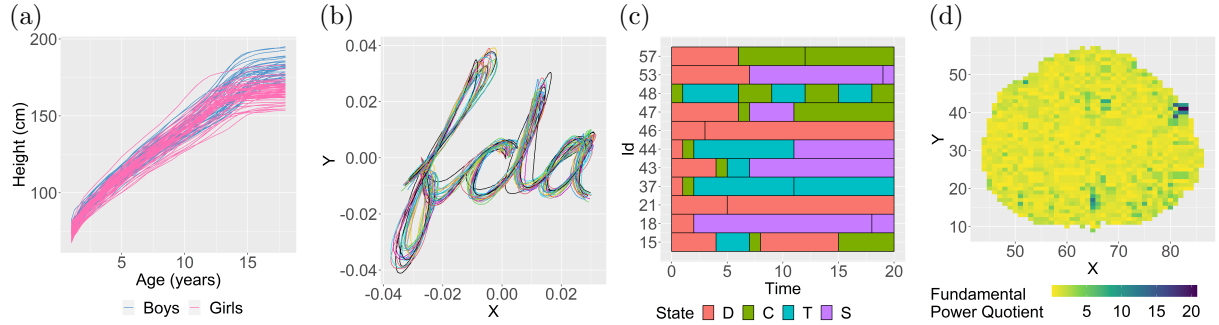 (a)
Height (cm)
200
150
100
5 10 15
Age (years)
Boys Girls
(b)
Y
0.04
0.02
0.00
-0.02
-0.04
fda
-0.04 -0.02 0.00 0.02
X
(c)
Id
57
53
48
47
46
44
43
37
21
18
15
0 5 10 15 20
Time
State D C T S
(d)
Y
50
40
30
20
10
50 60 70 80
X
Fundamental
Power Quotient
5 10 15 20